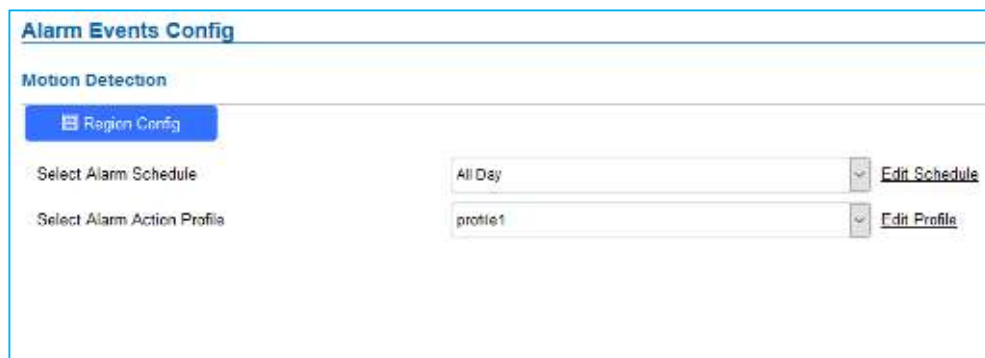 Alarm Events Config
Motion Detection
Region Config
Select Alarm Schedule All Day Edit Schedule
Select Alarm Action Profile profile1 Edit Profile